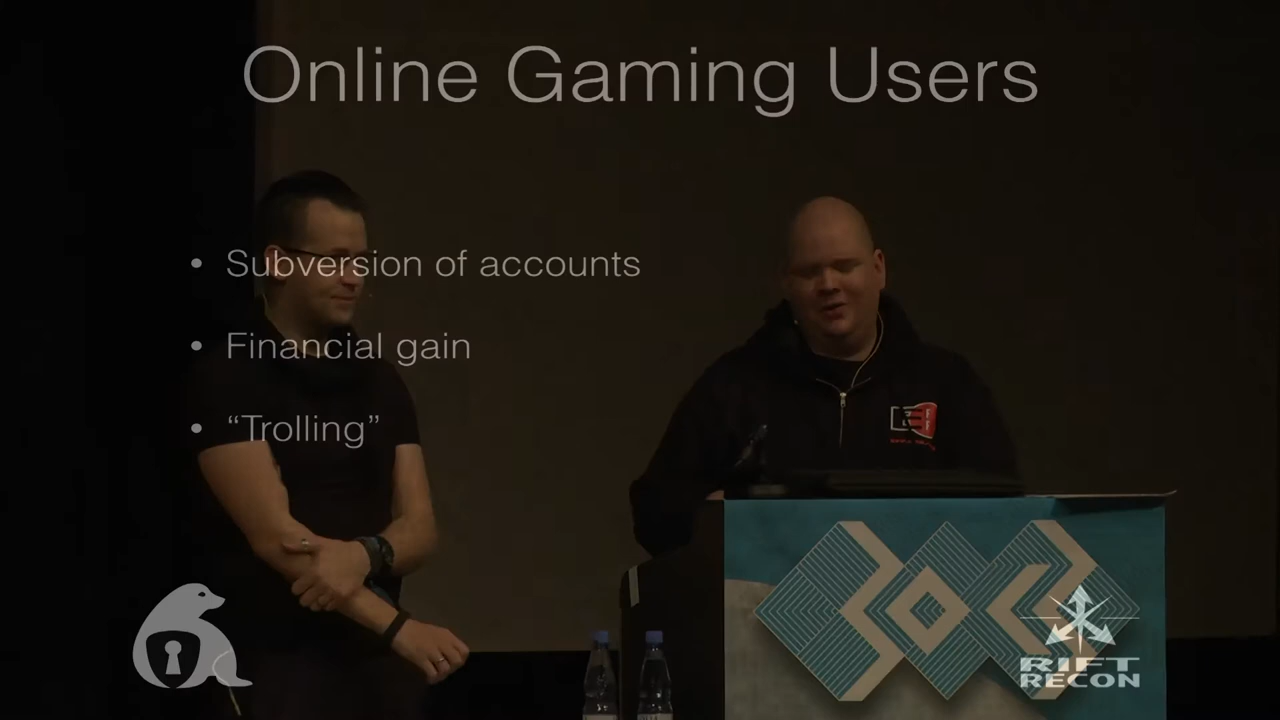 Online Gaming Users
• Subversion of accounts
• Financial gain
• “Trolling”
RIFT
RECON